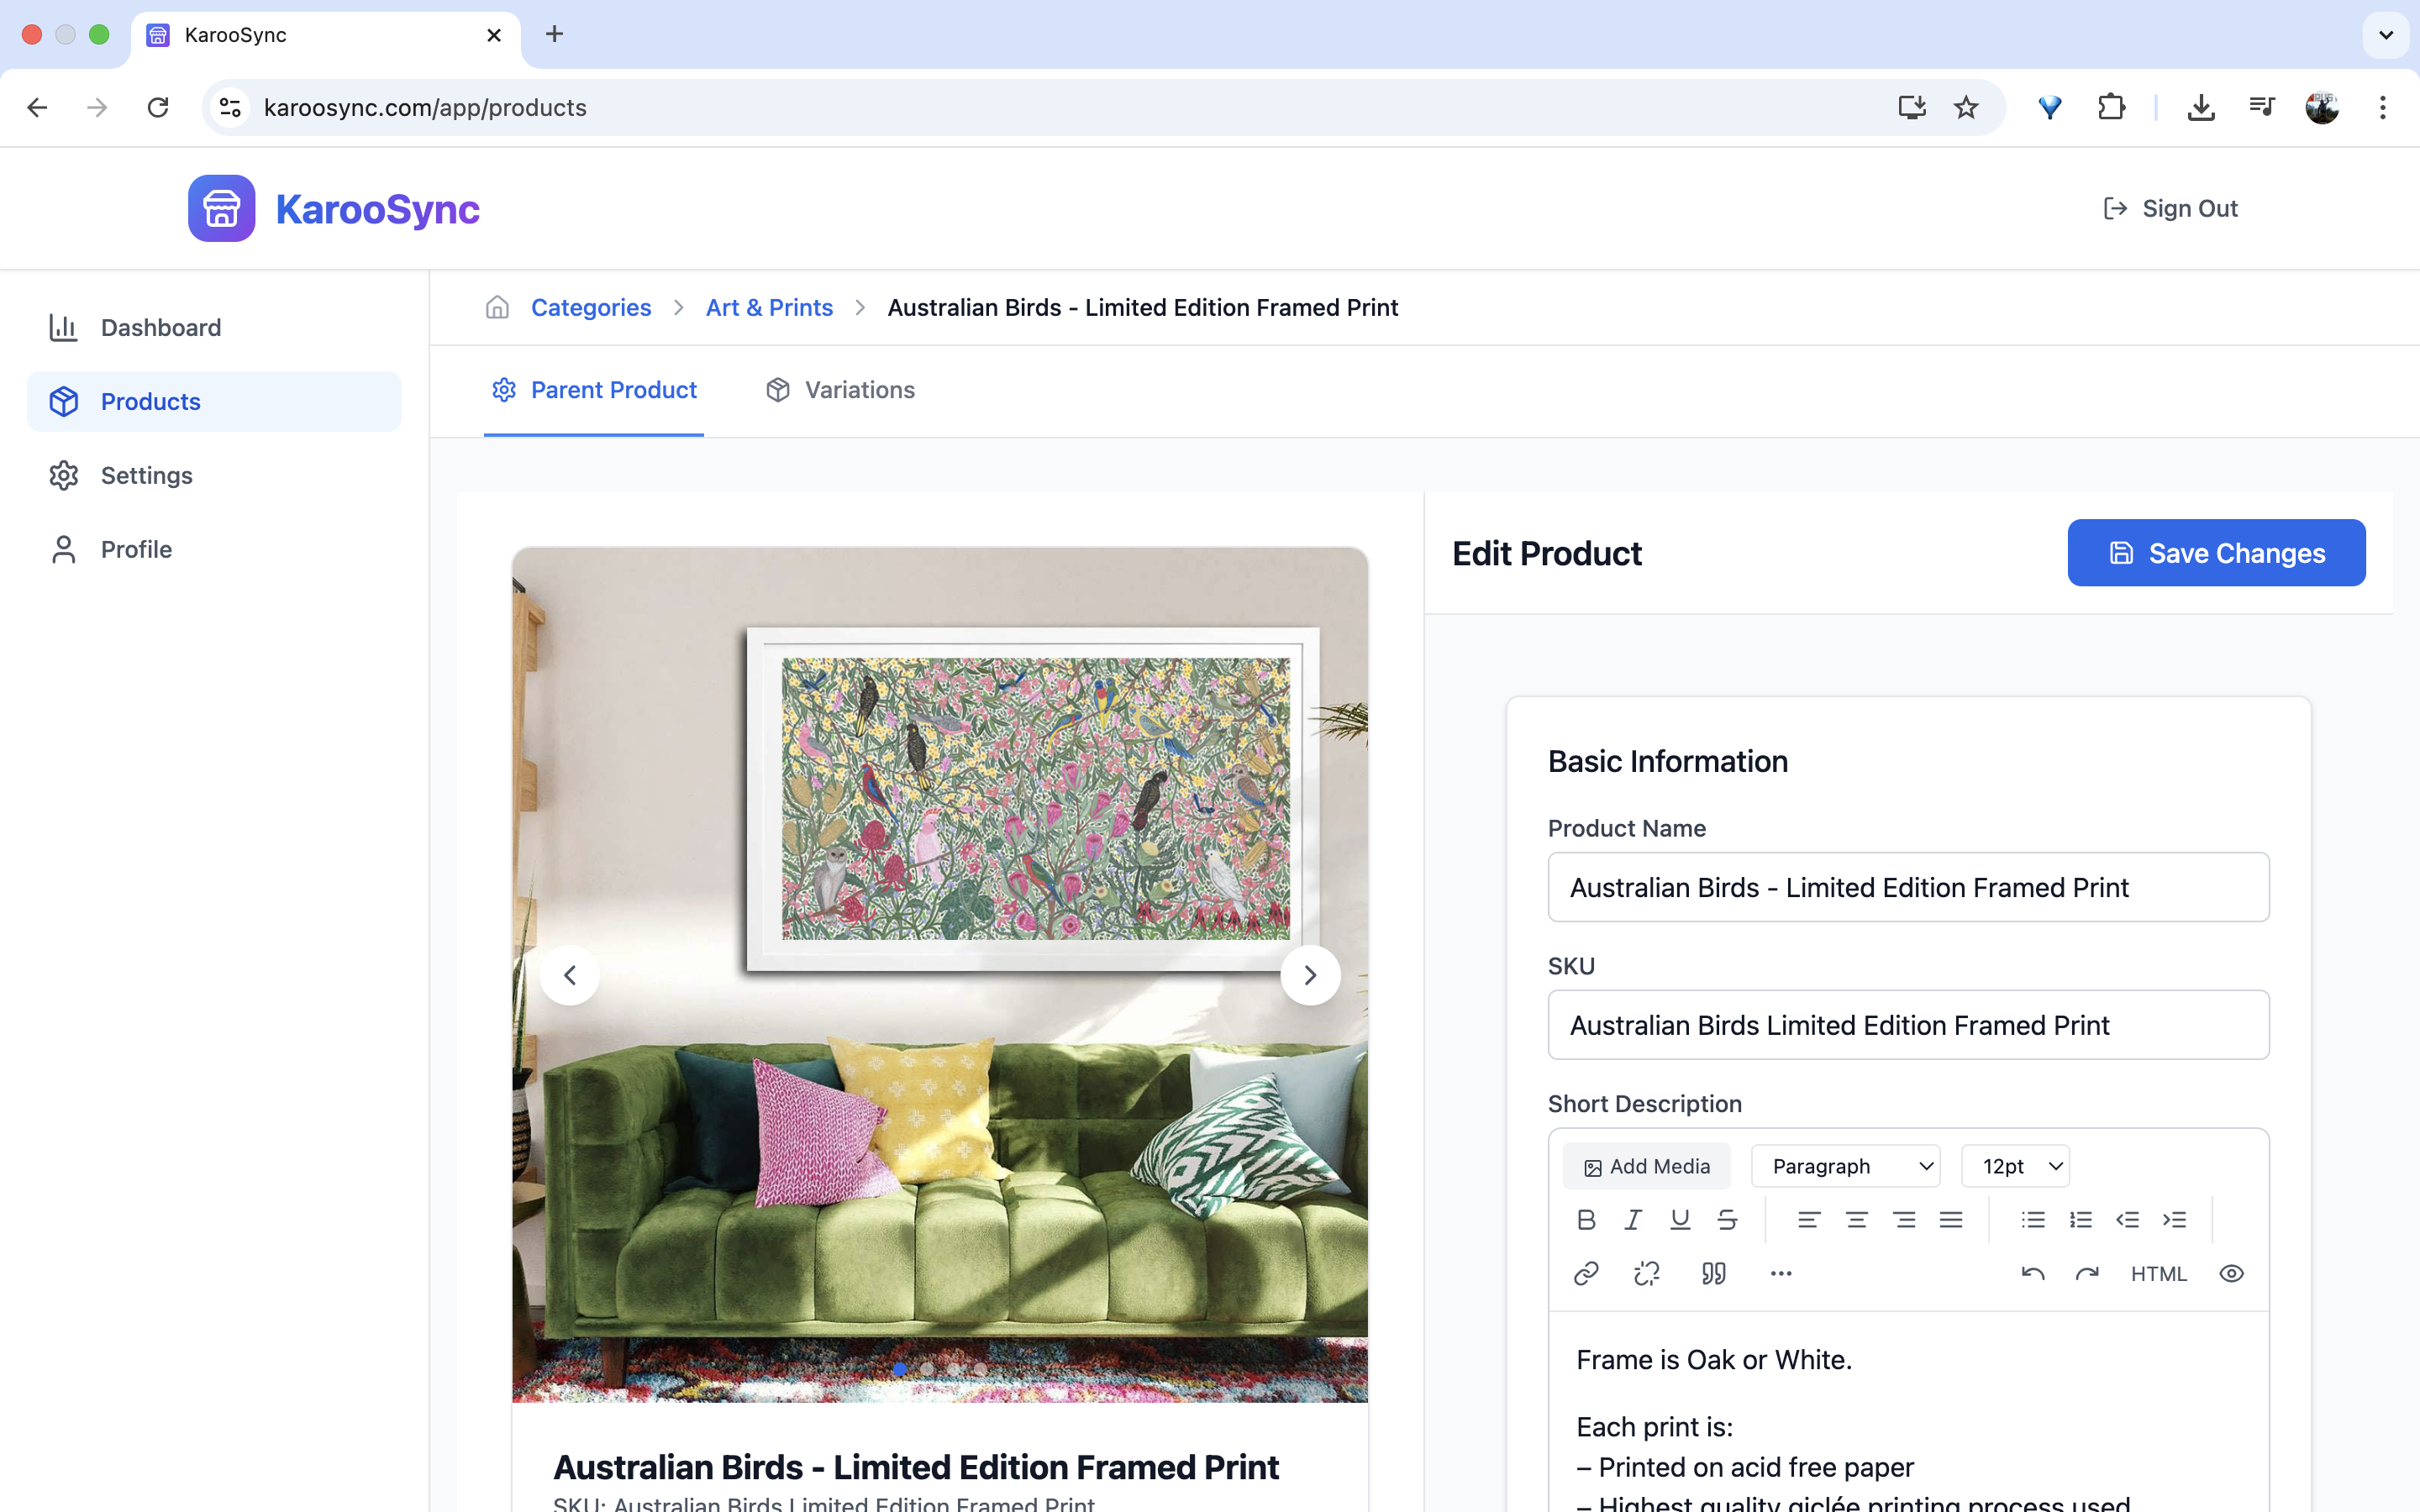 KarooSync
karoosync.com/app/products
KarooSync
Sign Out
Dashboard
Products
Settings
Profile
Categories > Art & Prints > Australian Birds - Limited Edition Framed Print
Parent Product
Variations
Edit Product
Save Changes
Basic Information
Product Name
Australian Birds - Limited Edition Framed Print
SKU
Australian Birds Limited Edition Framed Print
Short Description
Add Media
Paragraph
12pt
HTML
Frame is Oak or White.
Each print is:
– Printed on acid free paper
– Highest quality giclée printing process used
Australian Birds - Limited Edition Framed Print
SKU: Australian Birds Limited Edition Framed Print